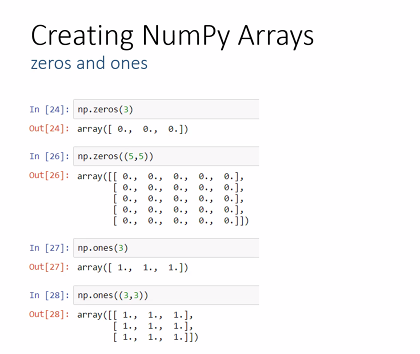 Creating NumPy Arrays
zeros and ones
In [24]: np.zeros(3)
Out[24]: array([ 0.,  0.,  0.])
In [26]: np.zeros((5,5))
Out[26]: array([[ 0.,  0.,  0.,  0.,  0.],
[ 0.,  0.,  0.,  0.,  0.],
[ 0.,  0.,  0.,  0.,  0.],
[ 0.,  0.,  0.,  0.,  0.],
[ 0.,  0.,  0.,  0.,  0.]])
In [27]: np.ones(3)
Out[27]: array([ 1.,  1.,  1.])
In [28]: np.ones((3,3))
Out[28]: array([[ 1.,  1.,  1.],
[ 1.,  1.,  1.],
[ 1.,  1.,  1.]])